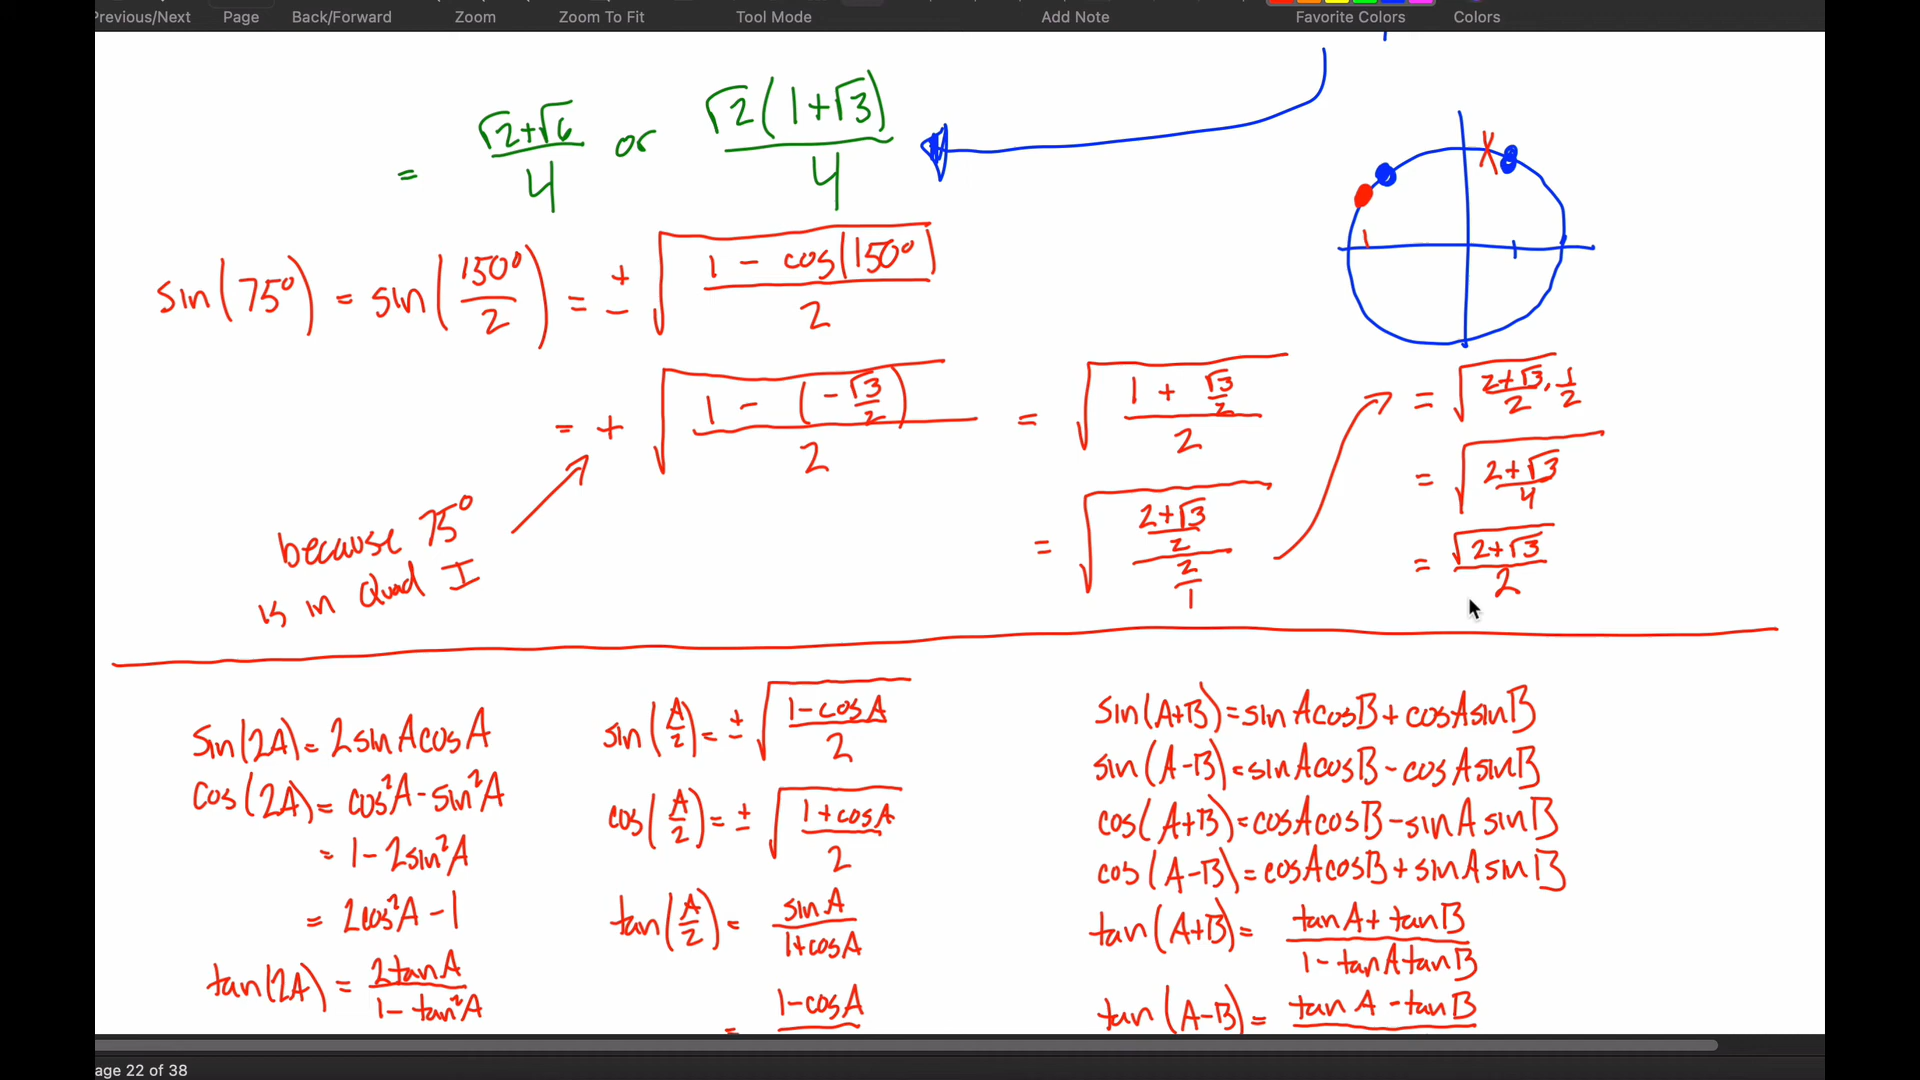 Previous/Next Page Back/Forward Zoom Zoom To Fit Tool Mode Add Note Favorite Colors Colors
= (√2+√6)/4 or √2(1+√3)/4
sin(75°) = sin(150°/2) = ± √((1 - cos(150°))/2)
= + √((1 - (-√3/2))/2) = √((1 + √3/2)/2) = √((2+√3)/2 · 1/2)
= √((2+√3)/4)
= √(((2+√3)/2)/(2/1)) = √(2+√3)/2
because 75°
is in Quad I
sin(2A) = 2sinAcosA
cos(2A) = cos²A - sin²A
= 1 - 2sin²A
= 2cos²A - 1
tan(2A) = 2tanA/(1 - tan²A)
sin(A/2) = ± √((1-cosA)/2)
cos(A/2) = ± √((1+cosA)/2)
tan(A/2) = sinA/(1+cosA)
= 1-cosA
sin(A+B) = sinAcosB + cosAsinB
sin(A-B) = sinAcosB - cosAsinB
cos(A+B) = cosAcosB - sinAsinB
cos(A-B) = cosAcosB + sinAsinB
tan(A+B) = (tanA + tanB)/(1 - tanAtanB)
tan(A-B) = tanA - tanB
age 22 of 38